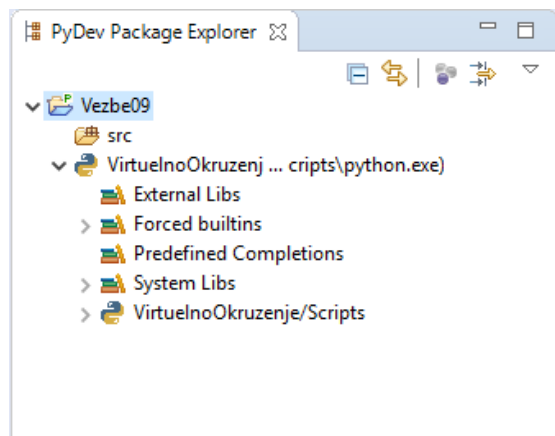 PyDev Package Explorer
Vezbe09
src
VirtuelnoOkruzenj ... cripts\python.exe)
External Libs
Forced builtins
Predefined Completions
System Libs
VirtuelnoOkruzenje/Scripts